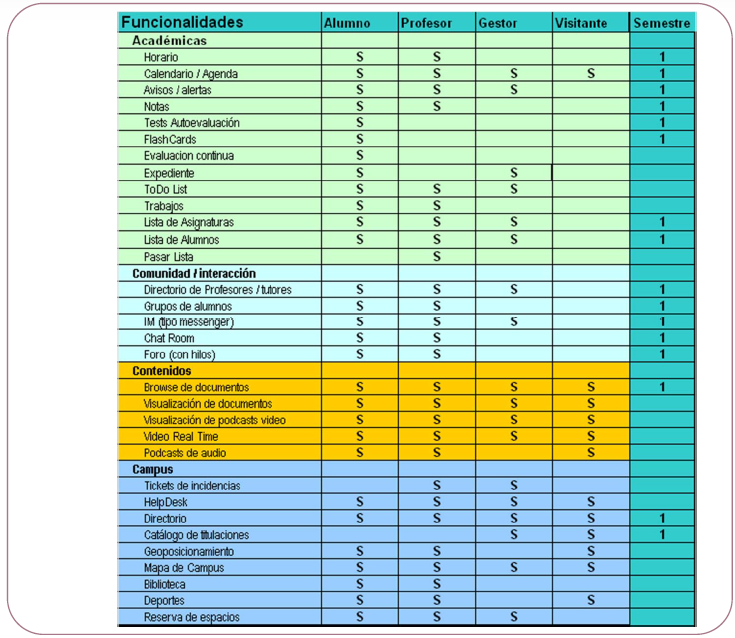 Funcionalidades Alumno Profesor Gestor Visitante Semestre
Académicas
Horario S S 1
Calendario / Agenda S S S S 1
Avisos / alertas S S S 1
Notas S S 1
Tests Autoevaluación S 1
FlashCards S 1
Evaluacion continua S
Expediente S S
ToDo List S S S
Trabajos S S
Lista de Asignaturas S S S 1
Lista de Alumnos S S S 1
Pasar Lista S
Comunidad / interacción
Directorio de Profesores / tutores S S S 1
Grupos de alumnos S S 1
IM (tipo messenger) S S S 1
Chat Room S S 1
Foro (con hilos) S S 1
Contenidos
Browse de documentos S S S S 1
Visualización de documentos S S S S
Visualización de podcasts video S S S S
Video Real Time S S S S
Podcasts de audio S S S
Campus
Tickets de incidencias S S
HelpDesk S S S S
Directorio S S S S 1
Catálogo de titulaciones S S 1
Geoposicionamiento S S S
Mapa de Campus S S S S
Biblioteca S S
Deportes S S S
Reserva de espacios S S S